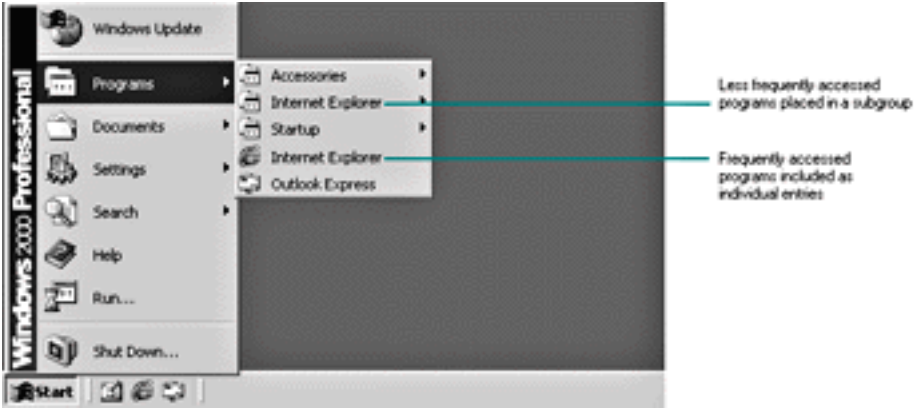 Windows 2000 Professional
Windows Update
Programs
Documents
Settings
Search
Help
Run...
Shut Down...
Start
Accessories
Internet Explorer
Startup
Internet Explorer
Outlook Express
Less frequently accessed
programs placed in a subgroup
Frequently accessed
programs included as
individual entries